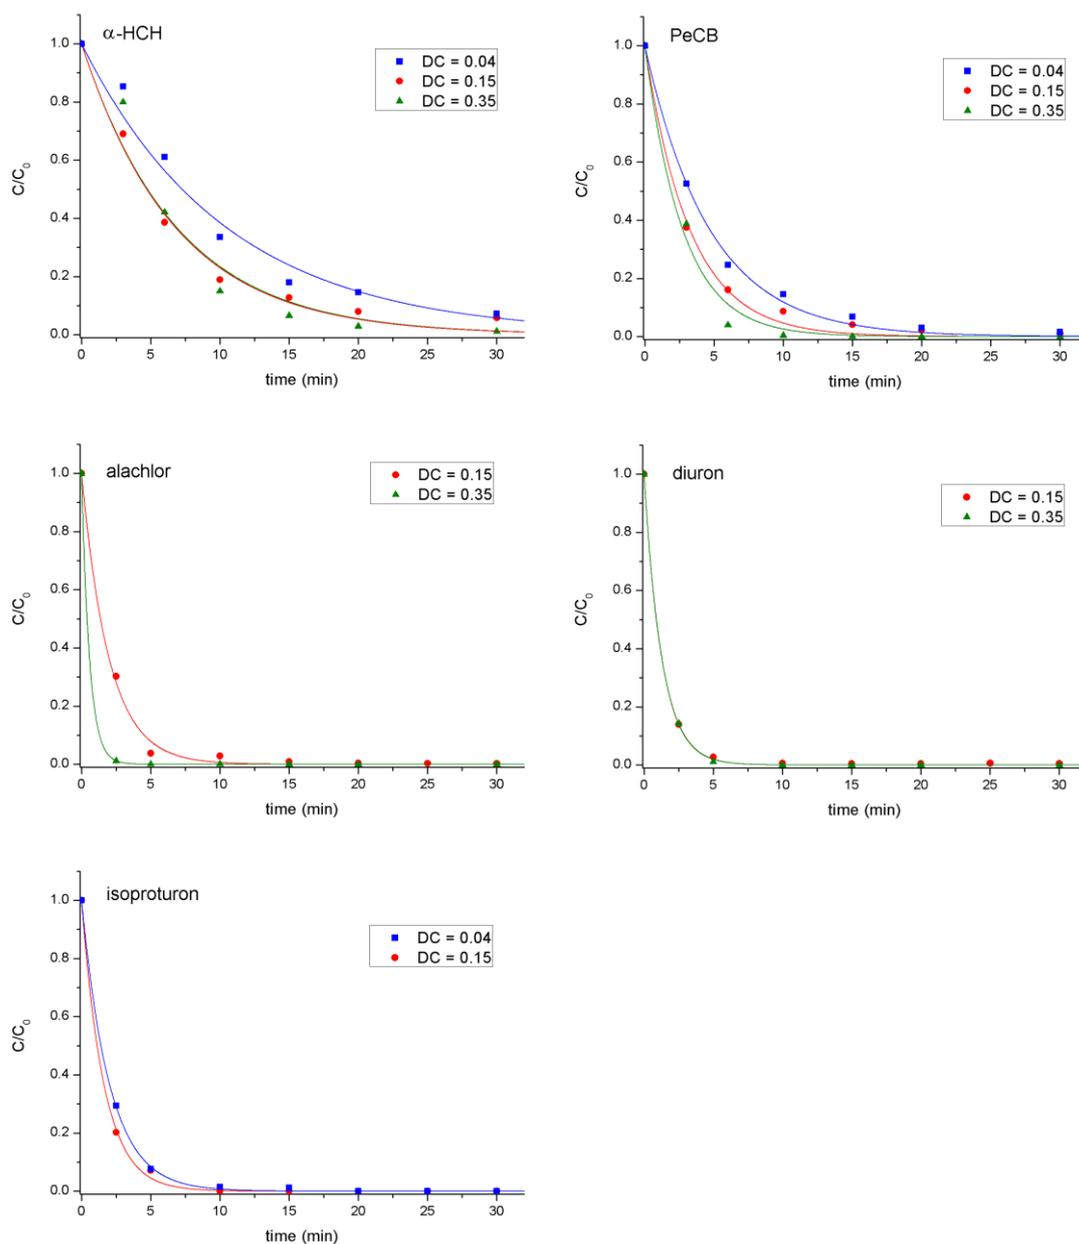 α-HCH
DC = 0.04
DC = 0.15
DC = 0.35
C/C0
1.0
0.8
0.6
0.4
0.2
0.0
0 5 10 15 20 25 30
time (min)
PeCB
DC = 0.04
DC = 0.15
DC = 0.35
C/C0
1.0
0.8
0.6
0.4
0.2
0.0
0 5 10 15 20 25 30
time (min)
alachlor
DC = 0.15
DC = 0.35
C/C0
1.0
0.8
0.6
0.4
0.2
0.0
0 5 10 15 20 25 30
time (min)
diuron
DC = 0.15
DC = 0.35
C/C0
1.0
0.8
0.6
0.4
0.2
0.0
0 5 10 15 20 25 30
time (min)
isoproturon
DC = 0.04
DC = 0.15
C/C0
1.0
0.8
0.6
0.4
0.2
0.0
0 5 10 15 20 25 30
time (min)